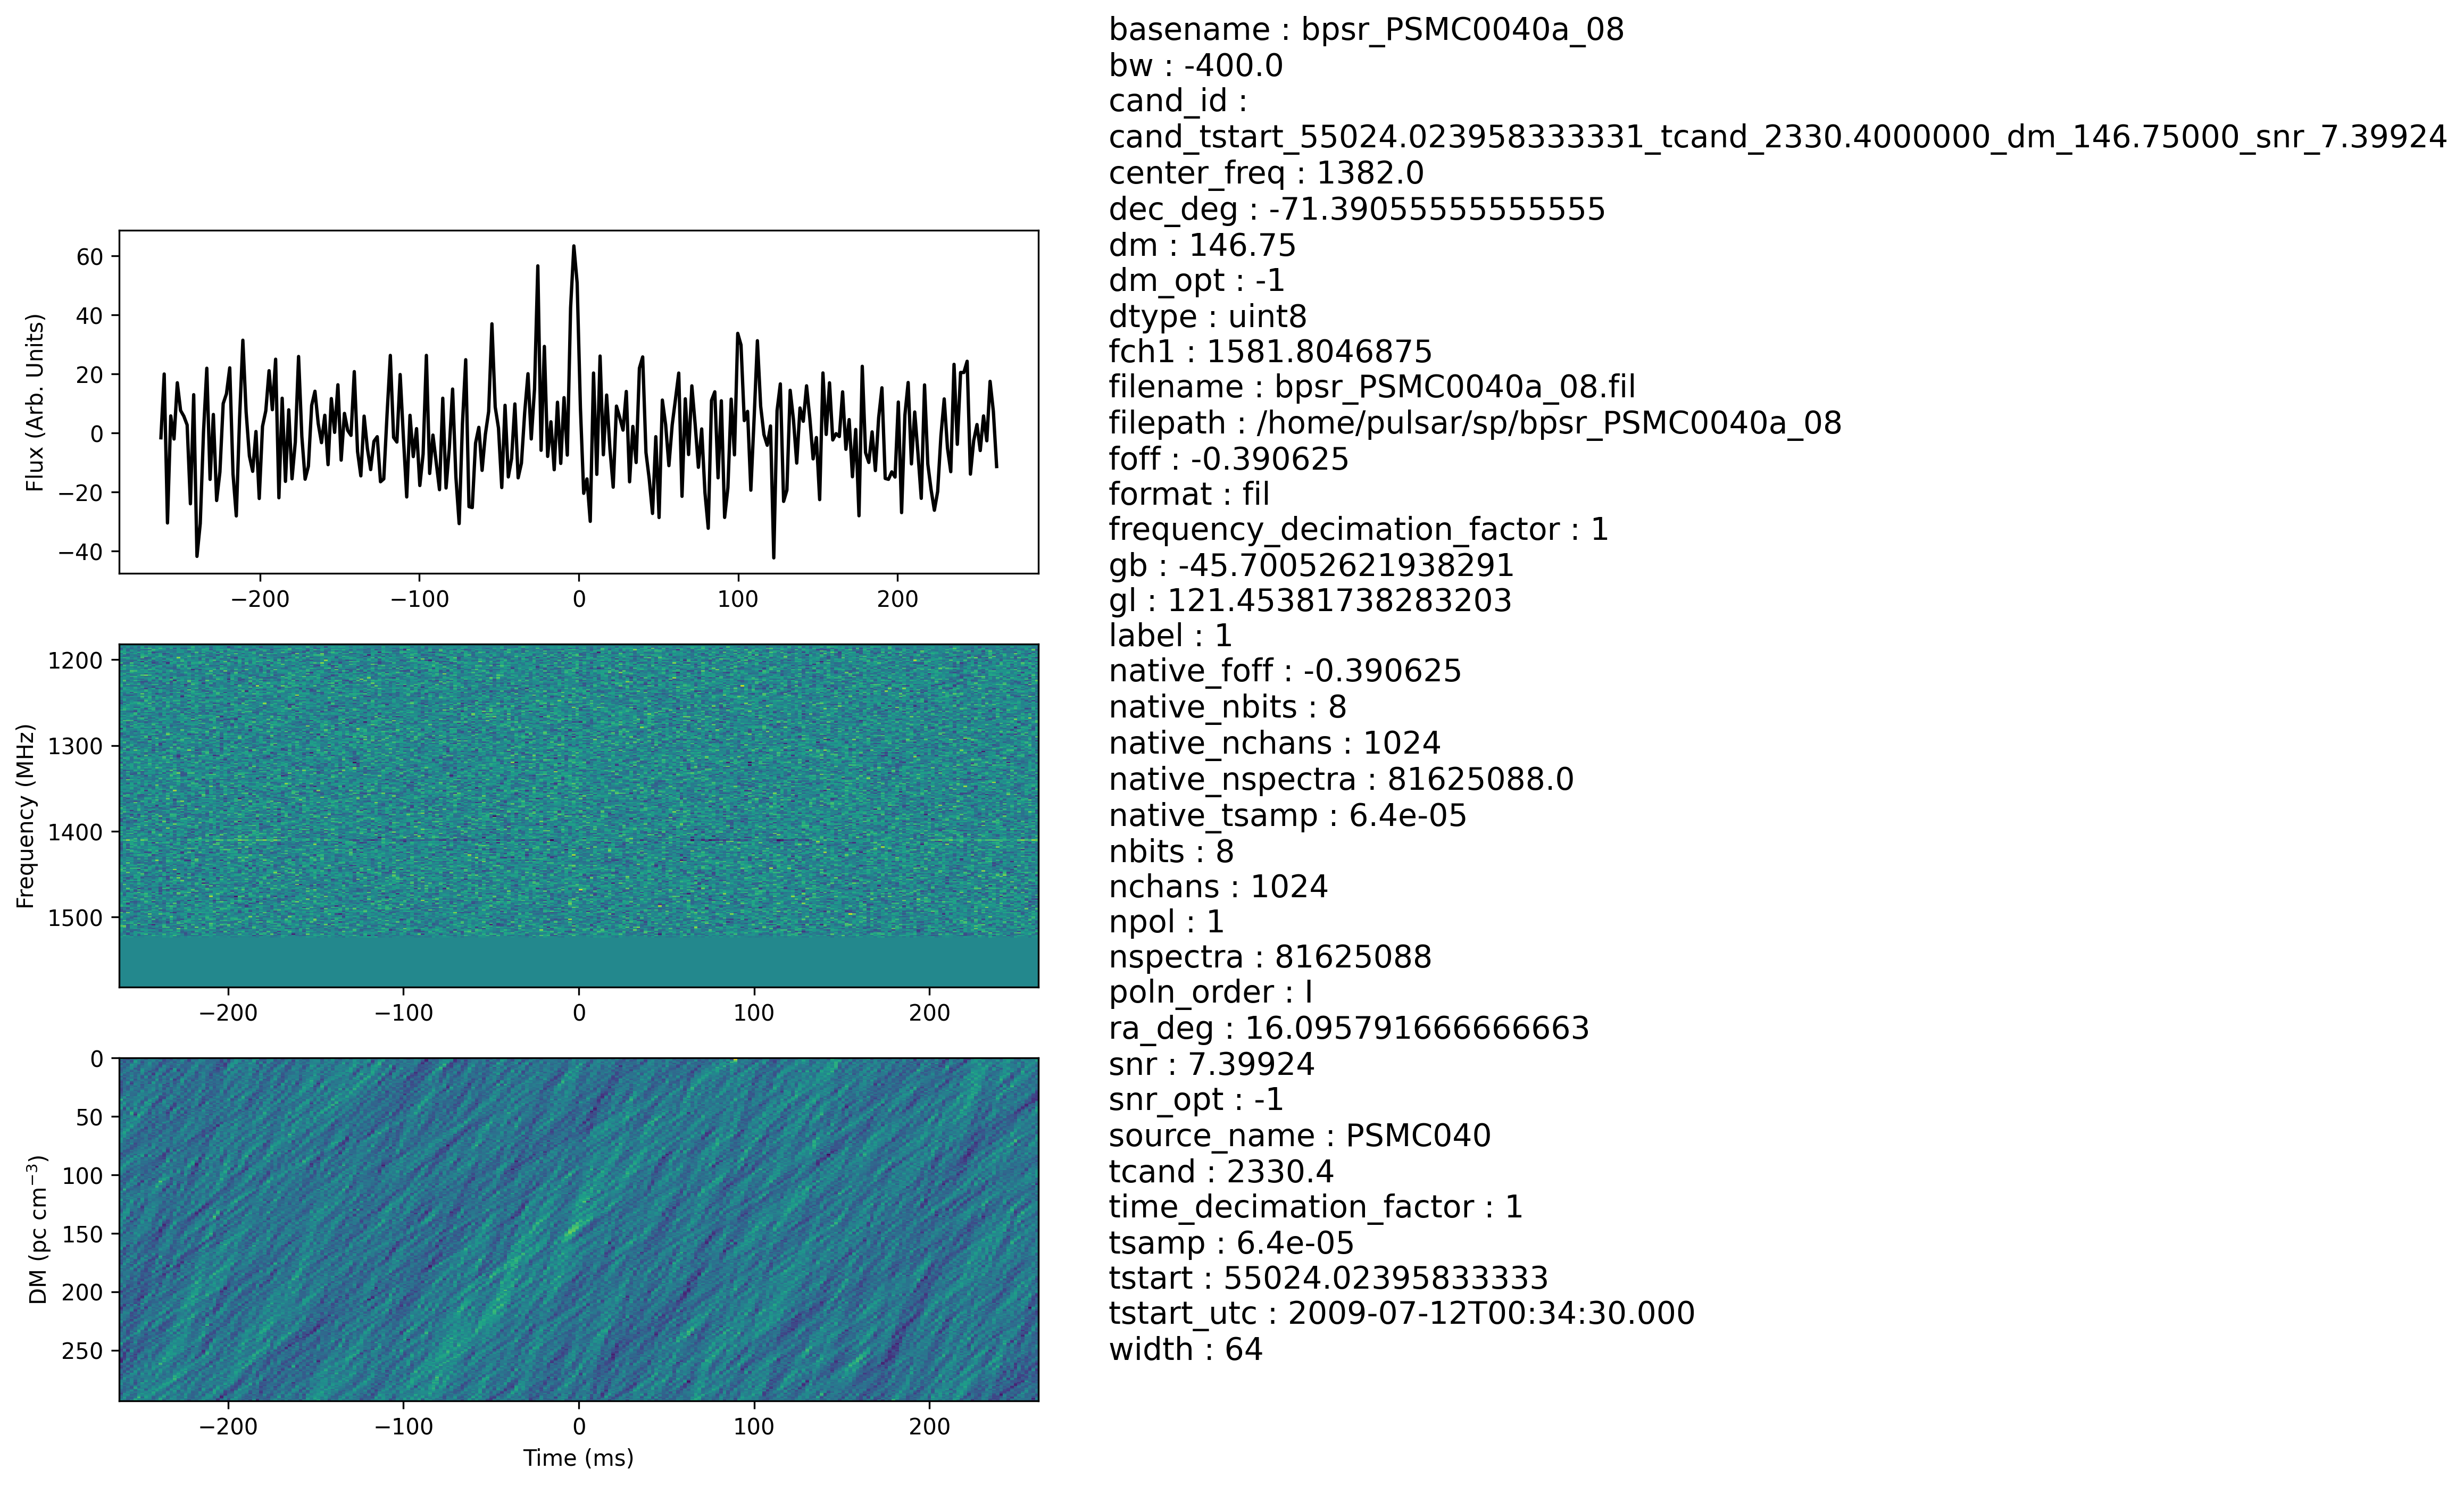 basename : bpsr_PSMC0040a_08
bw : -400.0
cand_id :
cand_tstart_55024.023958333331_tcand_2330.4000000_dm_146.75000_snr_7.39924
center_freq : 1382.0
dec_deg : -71.39055555555555
dm : 146.75
dm_opt : -1
dtype : uint8
fch1 : 1581.8046875
filename : bpsr_PSMC0040a_08.fil
filepath : /home/pulsar/sp/bpsr_PSMC0040a_08
foff : -0.390625
format : fil
frequency_decimation_factor : 1
gb : -45.70052621938291
gl : 121.45381738283203
label : 1
native_foff : -0.390625
native_nbits : 8
native_nchans : 1024
native_nspectra : 81625088.0
native_tsamp : 6.4e-05
nbits : 8
nchans : 1024
npol : 1
nspectra : 81625088
poln_order : I
ra_deg : 16.095791666666663
snr : 7.39924
snr_opt : -1
source_name : PSMC040
tcand : 2330.4
time_decimation_factor : 1
tsamp : 6.4e-05
tstart : 55024.02395833333
tstart_utc : 2009-07-12T00:34:30.000
width : 64
Flux (Arb. Units)
60
40
20
0
−20
−40
−200 −100 0 100 200
Frequency (MHz)
1200
1300
1400
1500
−200 −100 0 100 200
DM (pc cm⁻³)
0
50
100
150
200
250
−200 −100 0 100 200
Time (ms)